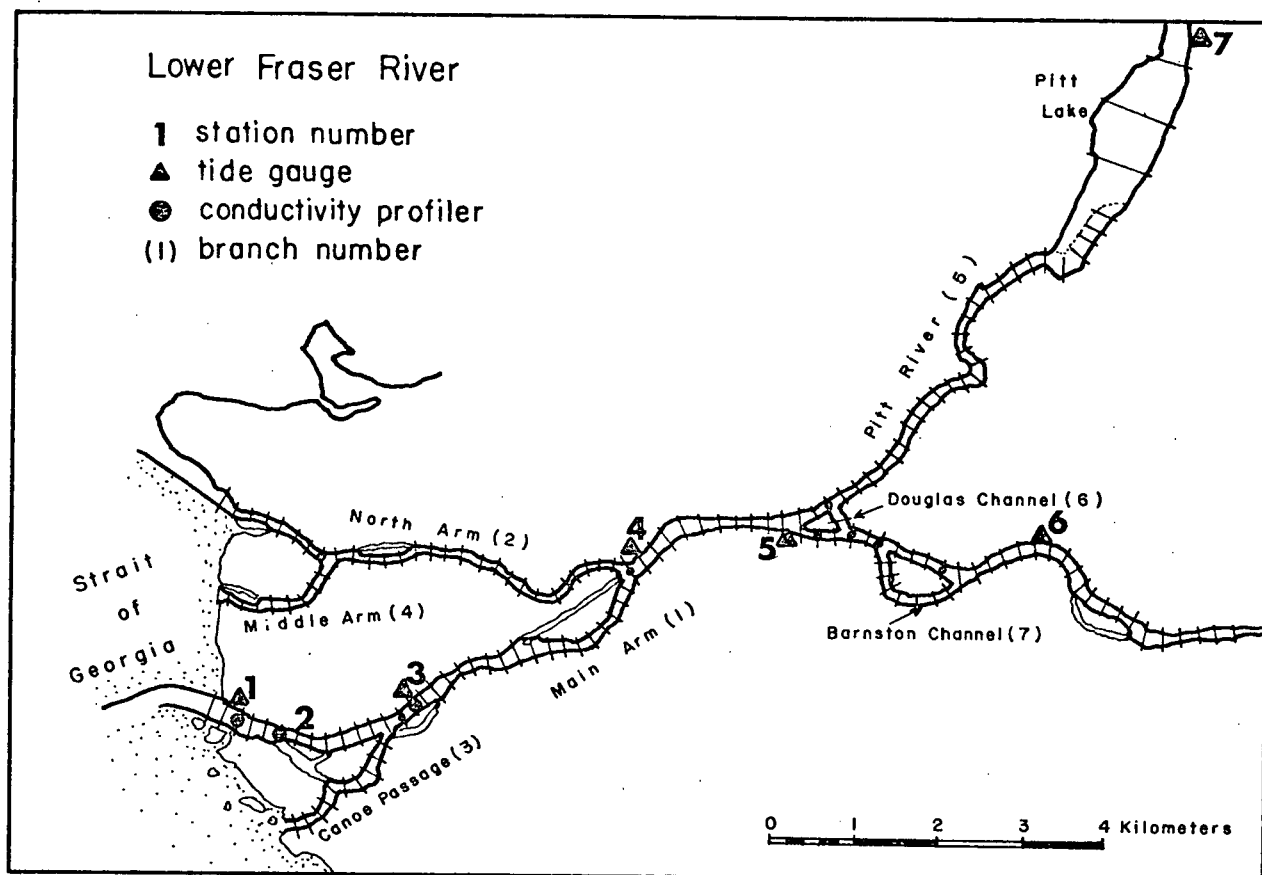 Lower Fraser River
1 station number
tide gauge
conductivity profiler
(1) branch number
7
Pitt
Lake
Pitt River (5)
Douglas Channel (6)
North Arm (2)
4
5
6
Strait
of
Georgia
Middle Arm (4)
Main Arm (1)
Barnston Channel (7)
1
2
3
Canoe Passage (3)
0 1 2 4 Kilometers